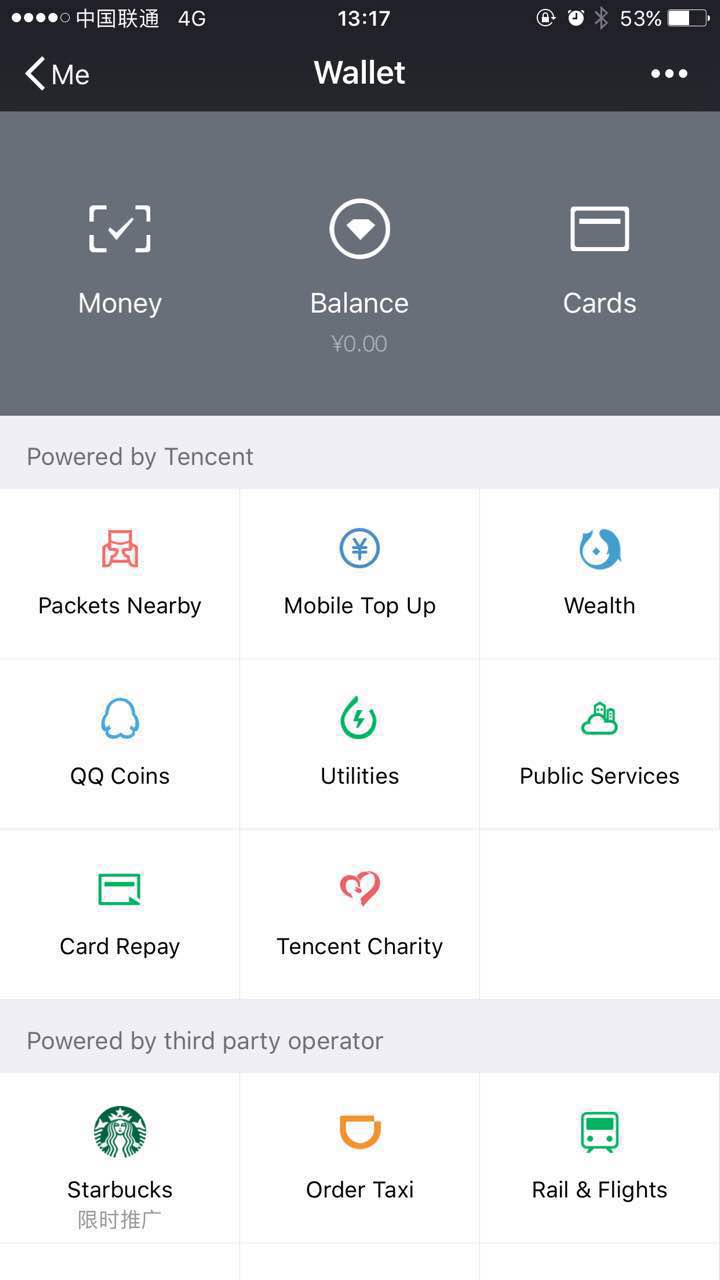 中国联通 4G 13:17 53%
Me Wallet
Money Balance Cards
¥0.00
Powered by Tencent
Packets Nearby Mobile Top Up Wealth
QQ Coins Utilities Public Services
Card Repay Tencent Charity
Powered by third party operator
Starbucks Order Taxi Rail & Flights
限时推广